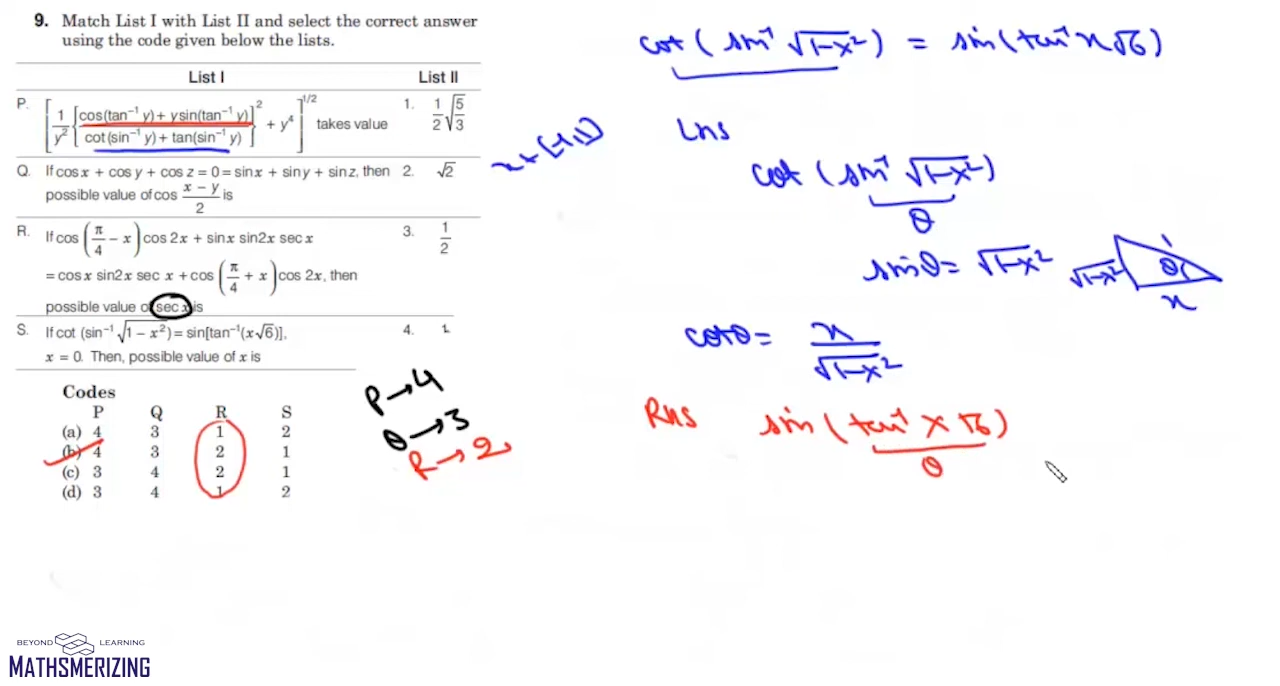 9. Match List I with List II and select the correct answer
using the code given below the lists.
List I List II
P. [1/y² {(cos(tan⁻¹ y) + y sin(tan⁻¹ y))/(cot(sin⁻¹ y) + tan(sin⁻¹ y))}² + y⁴]^1/2 takes value 1. 1/2 √(5/3)
Q. If cos x + cos y + cos z = 0 = sin x + sin y + sin z, then 2. √2
possible value of cos (x − y)/2 is
R. If cos (π/4 − x) cos 2x + sin x sin 2x sec x 3. 1/2
= cos x sin 2x sec x + cos (π/4 + x) cos 2x, then
possible value of sec x is
S. If cot (sin⁻¹ √(1 − x²)) = sin[tan⁻¹(x√6)], 4. 1
x = 0. Then, possible value of x is
Codes
P Q R S
(a) 4 3 1 2
(b) 4 3 2 1
(c) 3 4 2 1
(d) 3 4 1 2
P→4
Q→3
R→2
cot (sin⁻¹ √1-x²) = sin(tan⁻¹ x√6)
LHS
cot (sin⁻¹ √1-x²)
θ
sinθ = √1-x²
√1-x² θ 1
x
cotθ = x/√1-x²
RHS sin (tan⁻¹ x √6)
θ
BEYOND LEARNING
MATHSMERIZING